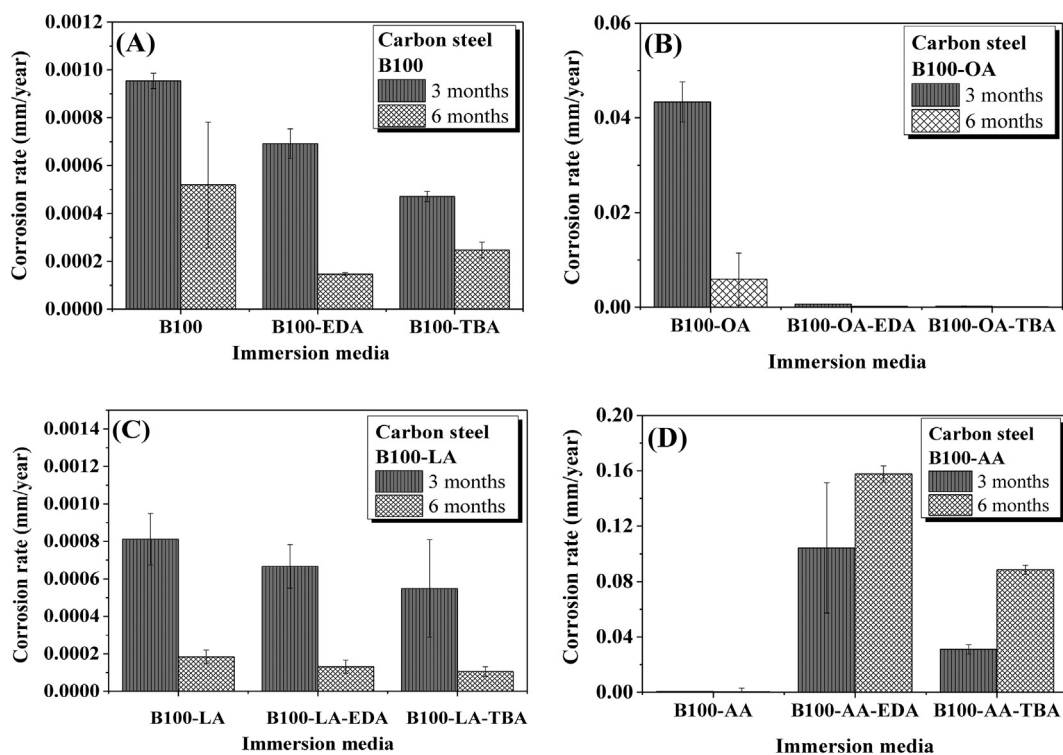 (A)
Carbon steel
B100
3 months
6 months
Corrosion rate (mm/year)
0.0012
0.0010
0.0008
0.0006
0.0004
0.0002
0.0000
B100 B100-EDA B100-TBA
Immersion media
(B)
Carbon steel
B100-OA
3 months
6 months
Corrosion rate (mm/year)
0.06
0.04
0.02
0.00
B100-OA B100-OA-EDA B100-OA-TBA
Immersion media
(C)
Carbon steel
B100-LA
3 months
6 months
Corrosion rate (mm/year)
0.0014
0.0012
0.0010
0.0008
0.0006
0.0004
0.0002
0.0000
B100-LA B100-LA-EDA B100-LA-TBA
Immersion media
(D)
Carbon steel
B100-AA
3 months
6 months
Corrosion rate (mm/year)
0.20
0.16
0.12
0.08
0.04
0.00
B100-AA B100-AA-EDA B100-AA-TBA
Immersion media